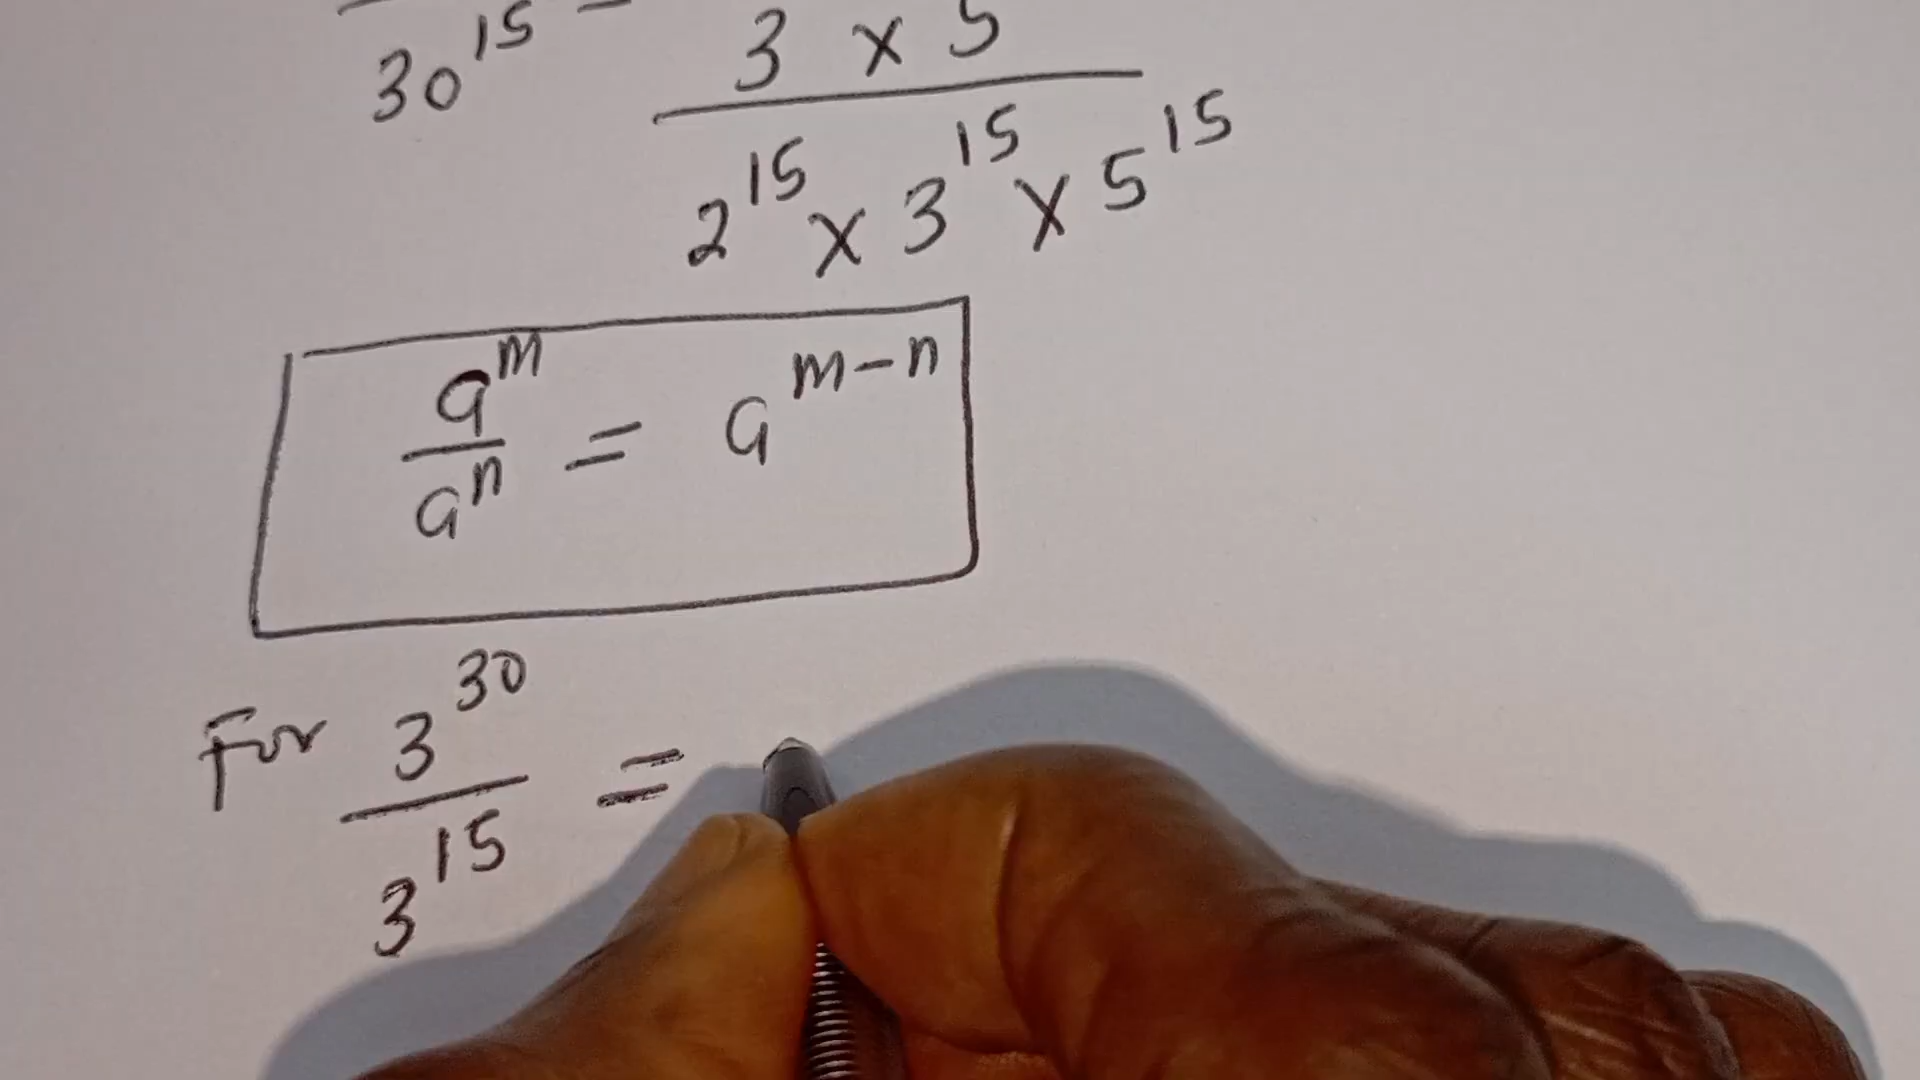 3 x 5
30^15 = 2^15 x 3^15 x 5^15
a^m / a^n = a^m-n
For 3^30 / 3^15 =